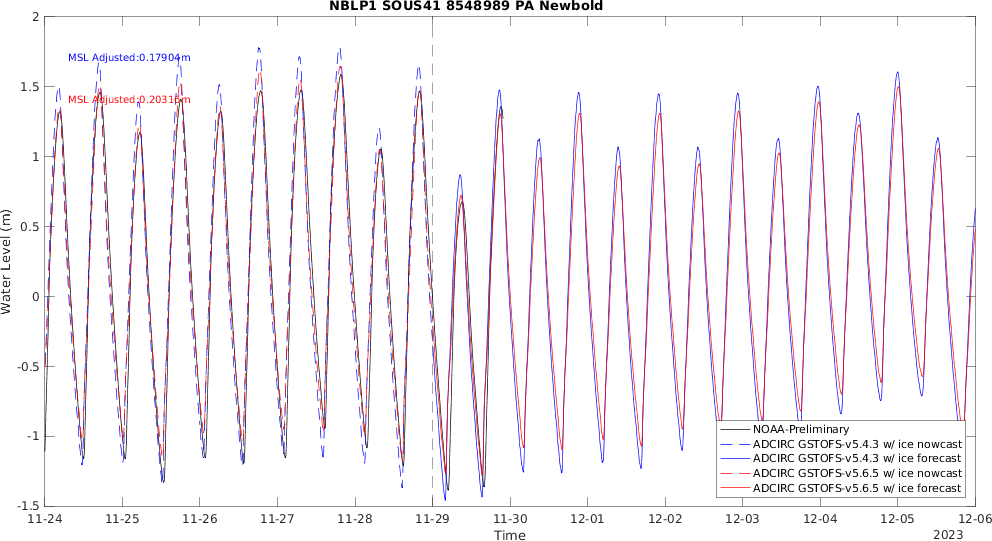 NBLP1 SOUS41 8548989 PA Newbold
2
MSL Adjusted:0.17904m
1.5
MSL Adjusted:0.20315m
1
0.5
0
-0.5
-1
-1.5
Water Level (m)
NOAA-Preliminary
ADCIRC GSTOFS-v5.4.3 w/ ice nowcast
ADCIRC GSTOFS-v5.4.3 w/ ice forecast
ADCIRC GSTOFS-v5.6.5 w/ ice nowcast
ADCIRC GSTOFS-v5.6.5 w/ ice forecast
11-24 11-25 11-26 11-27 11-28 11-29 11-30 12-01 12-02 12-03 12-04 12-05 12-06
Time
2023